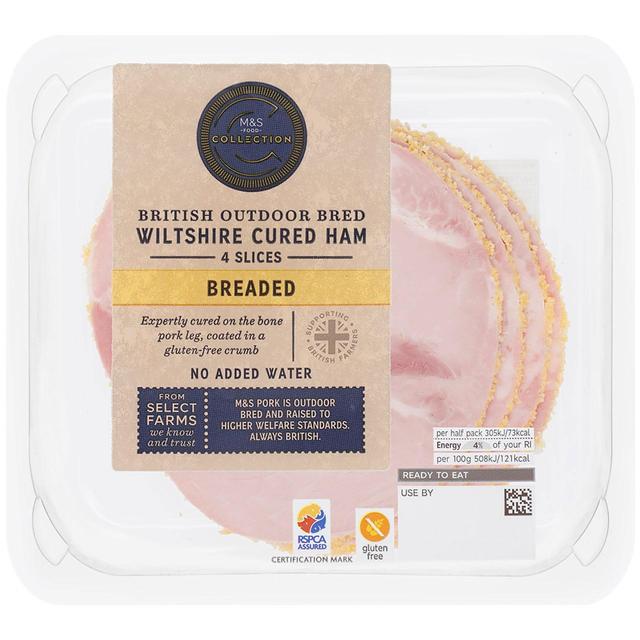 M&S
-FOOD-
COLLECTION
BRITISH OUTDOOR BRED
WILTSHIRE CURED HAM
4 SLICES
BREADED
Expertly cured on the bone
pork leg, coated in a
gluten-free crumb
SUPPORTING
BRITISH FARMERS
NO ADDED WATER
FROM
SELECT
FARMS
we know
and trust
M&S PORK IS OUTDOOR
BRED AND RAISED TO
HIGHER WELFARE STANDARDS.
ALWAYS BRITISH.
per half pack 305kJ/73kcal
Energy 4% of your RI
per 100g 508kJ/121kcal
READY TO EAT
USE BY
RSPCA
ASSURED
CERTIFICATION MARK
gluten
free